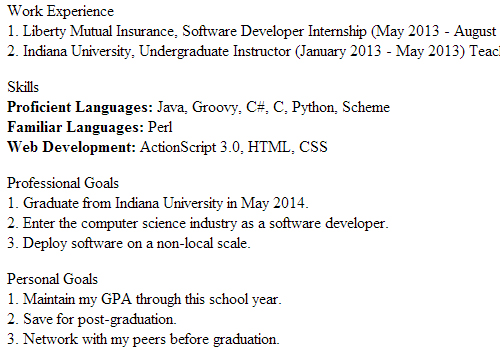 Work Experience
1. Liberty Mutual Insurance, Software Developer Internship (May 2013 - August
2. Indiana University, Undergraduate Instructor (January 2013 - May 2013)
Skills
Proficient Languages: Java, Groovy, C#, C, Python, Scheme
Familiar Languages: Perl
Web Development: ActionScript 3.0, HTML, CSS
Professional Goals
1. Graduate from Indiana University in May 2014.
2. Enter the computer science industry as a software developer.
3. Deploy software on a non-local scale.
Personal Goals
1. Maintain my GPA through this school year.
2. Save for post-graduation.
3. Network with my peers before graduation.